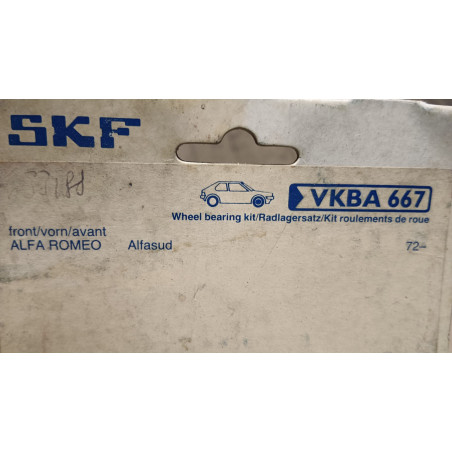 SKF
VKBA 667
Wheel bearing kit/Radlagersatz/Kit roulements de roue
front/vorn/avant
ALFA ROMEO Alfasud 72-